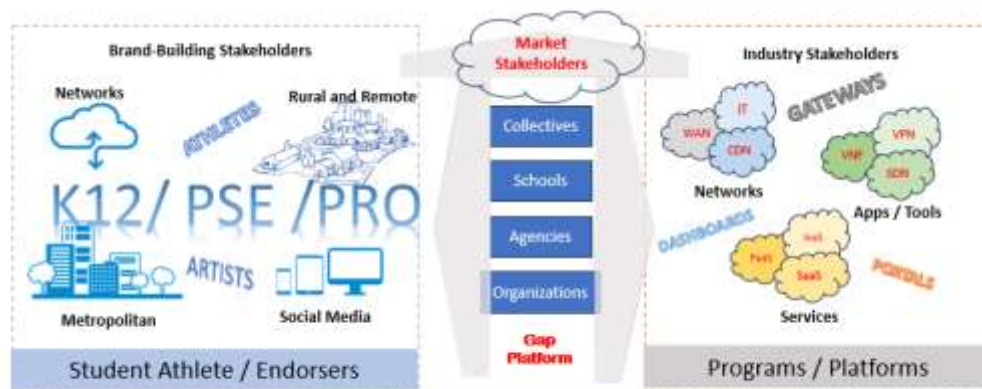 Brand-Building Stakeholders
Networks
ATHLETES
Rural and Remote
K12/ PSE /PRO
ARTISTS
Metropolitan
Social Media
Student Athlete / Endorsers
Market
Stakeholders
Collectives
Schools
Agencies
Organizations
Gap
Platform
Industry Stakeholders
GATEWAYS
IT
WAN
CDN
Networks
VPN
VNF
SDN
Apps / Tools
DASHBOARDS
IaaS
PaaS
SaaS
PORTALS
Services
Programs / Platforms